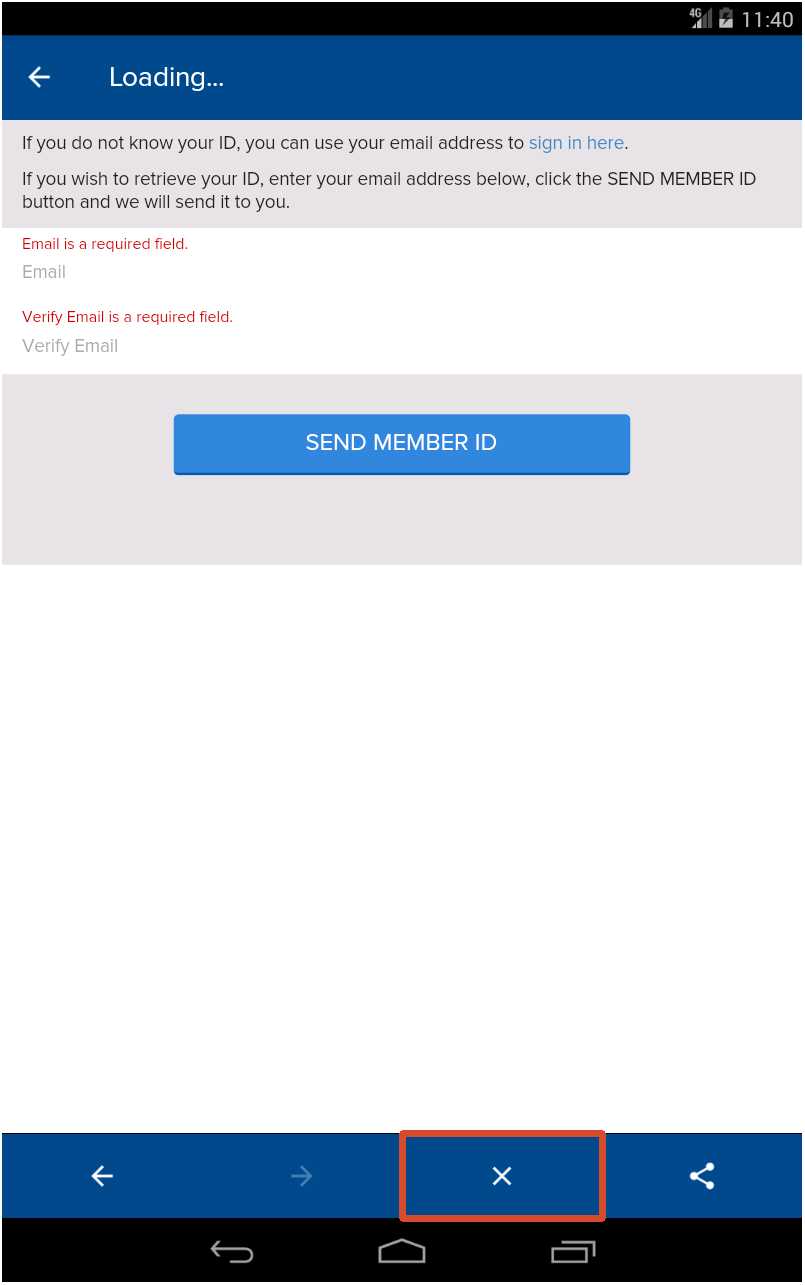 4G 11:40
Loading...
If you do not know your ID, you can use your email address to sign in here.
If you wish to retrieve your ID, enter your email address below, click the SEND MEMBER ID
button and we will send it to you.
Email is a required field.
Email
Verify Email is a required field.
Verify Email
SEND MEMBER ID